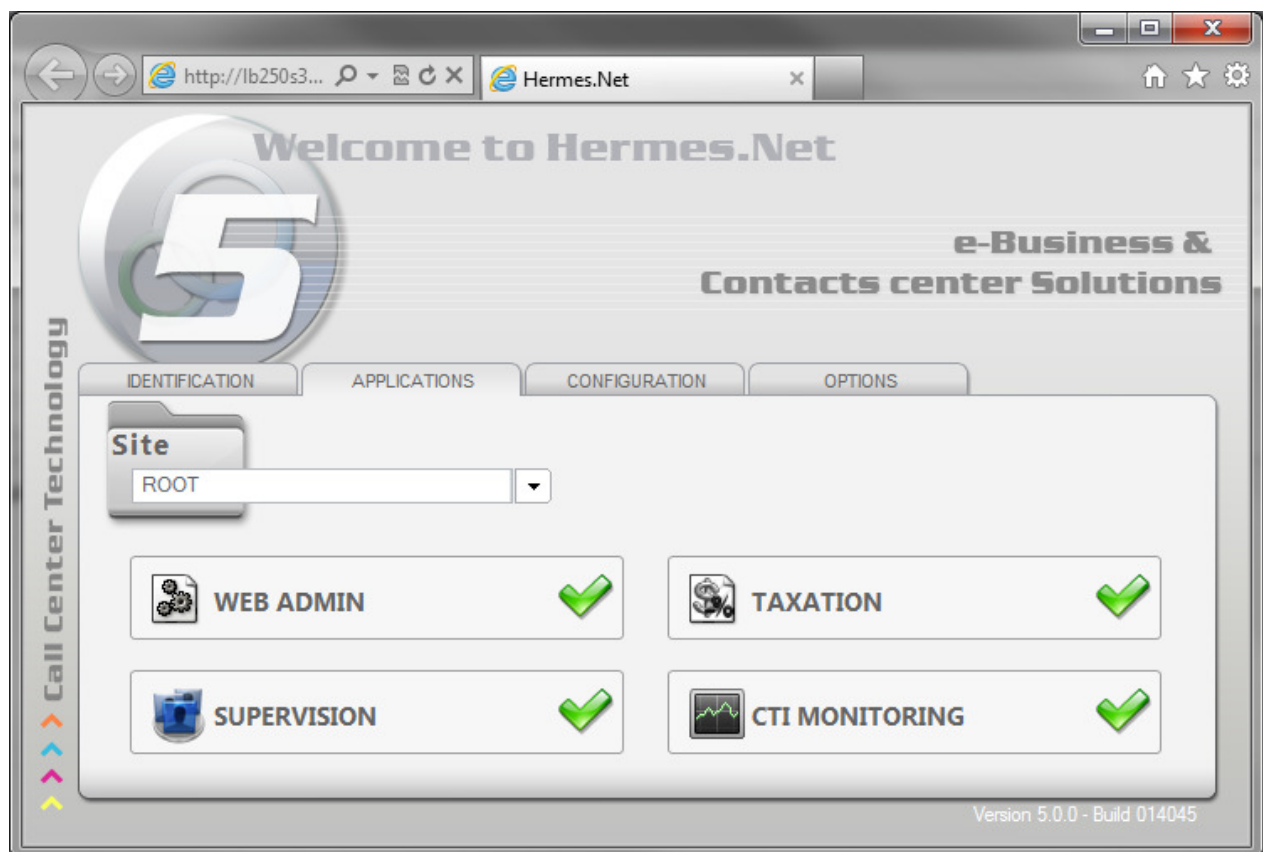 http://lb250s3...
Hermes.Net
Welcome to Hermes.Net
5
e-Business &
Contacts center Solutions
Call Center Technology
IDENTIFICATION
APPLICATIONS
CONFIGURATION
OPTIONS
Site
ROOT
WEB ADMIN
TAXATION
SUPERVISION
CTI MONITORING
Version 5.0.0 - Build 014045